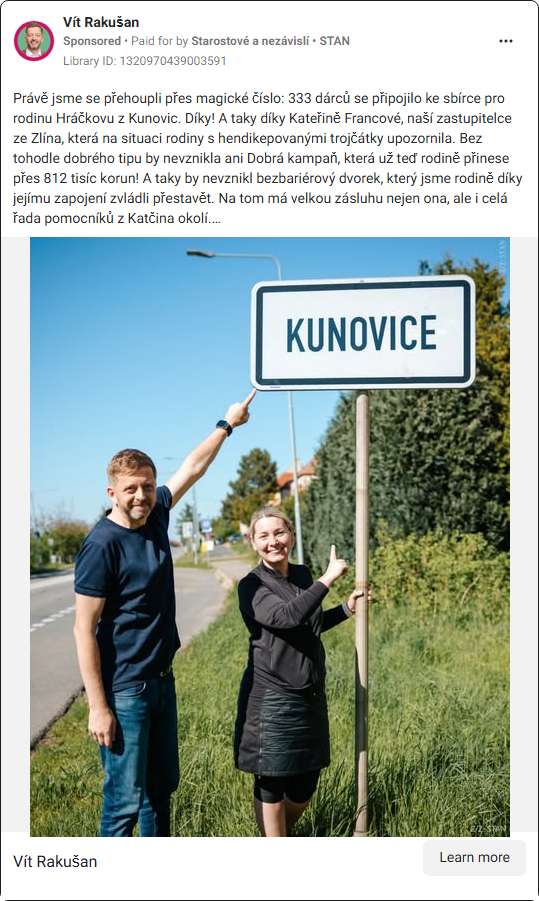 Vít Rakušan
Sponsored • Paid for by Starostové a nezávislí • STAN
Library ID: 1320970439003591
Právě jsme se přehoupli přes magické číslo: 333 dárců se připojilo ke sbírce pro
rodinu Hráčkovu z Kunovic. Díky! A taky díky Kateřině Francové, naší zastupitelce
ze Zlína, která na situaci rodiny s hendikepovanými trojčátky upozornila. Bez
tohodle dobrého tipu by nevznikla ani Dobrá kampaň, která už teď rodině přinese
přes 812 tisíc korun! A taky by nevznikl bezbariérový dvorek, který jsme rodině díky
jejímu zapojení zvládli přestavět. Na tom má velkou zásluhu nejen ona, ale i celá
řada pomocníků z Katčina okolí....
KUNOVICE
Z/Z: STAN
Z/Z: STAN
Vít Rakušan
Learn more